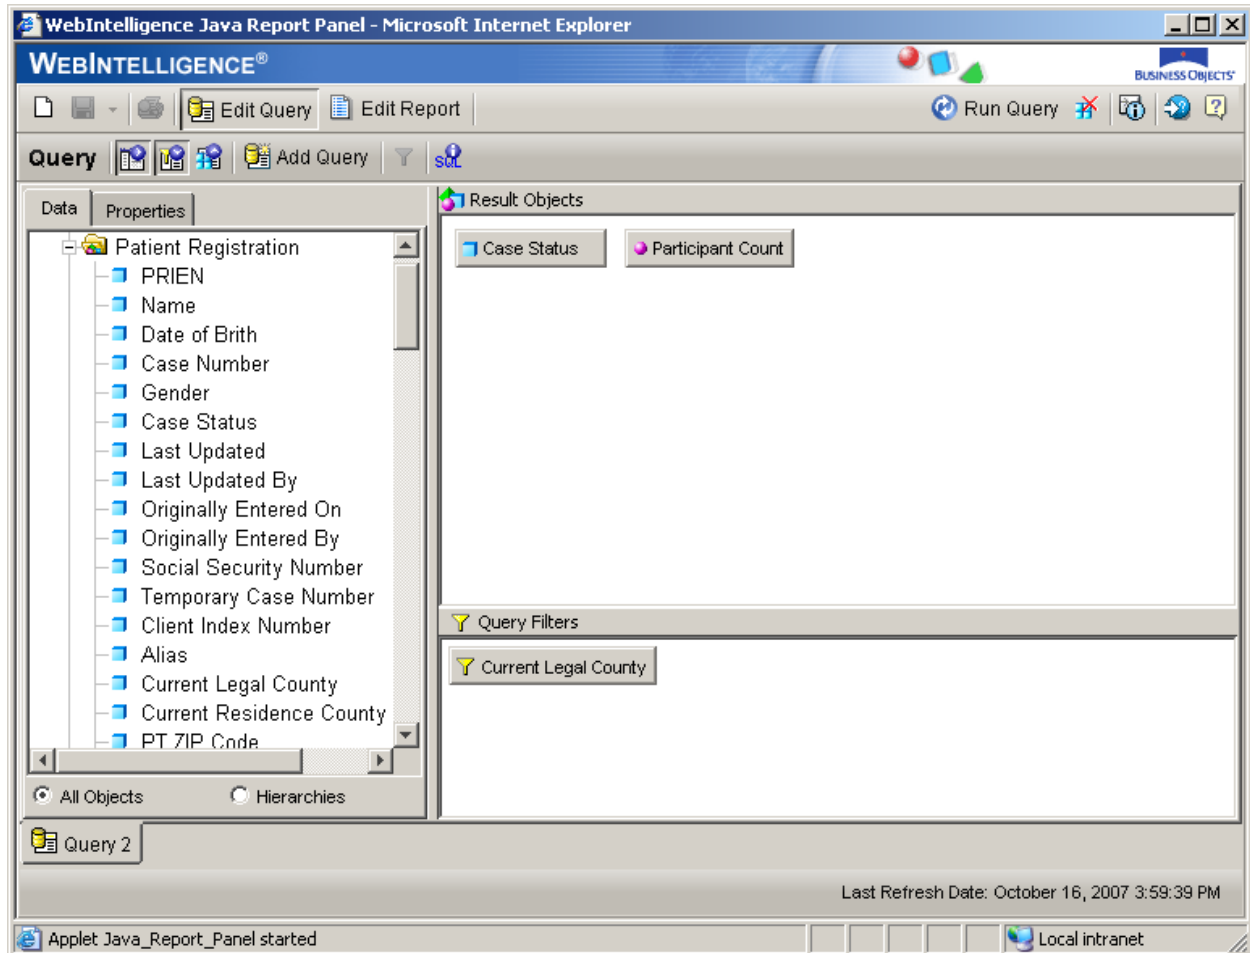 WebIntelligence Java Report Panel - Microsoft Internet Explorer
WEBINTELLIGENCE®
BUSINESS OBJECTS®
Edit Query Edit Report Run Query
Query Add Query SQL
Data Properties
Patient Registration
PRIEN
Name
Date of Brith
Case Number
Gender
Case Status
Last Updated
Last Updated By
Originally Entered On
Originally Entered By
Social Security Number
Temporary Case Number
Client Index Number
Alias
Current Legal County
Current Residence County
PT ZIP Code
All Objects Hierarchies
Result Objects
Case Status Participant Count
Query Filters
Current Legal County
Query 2
Last Refresh Date: October 16, 2007 3:59:39 PM
Applet Java_Report_Panel started Local intranet